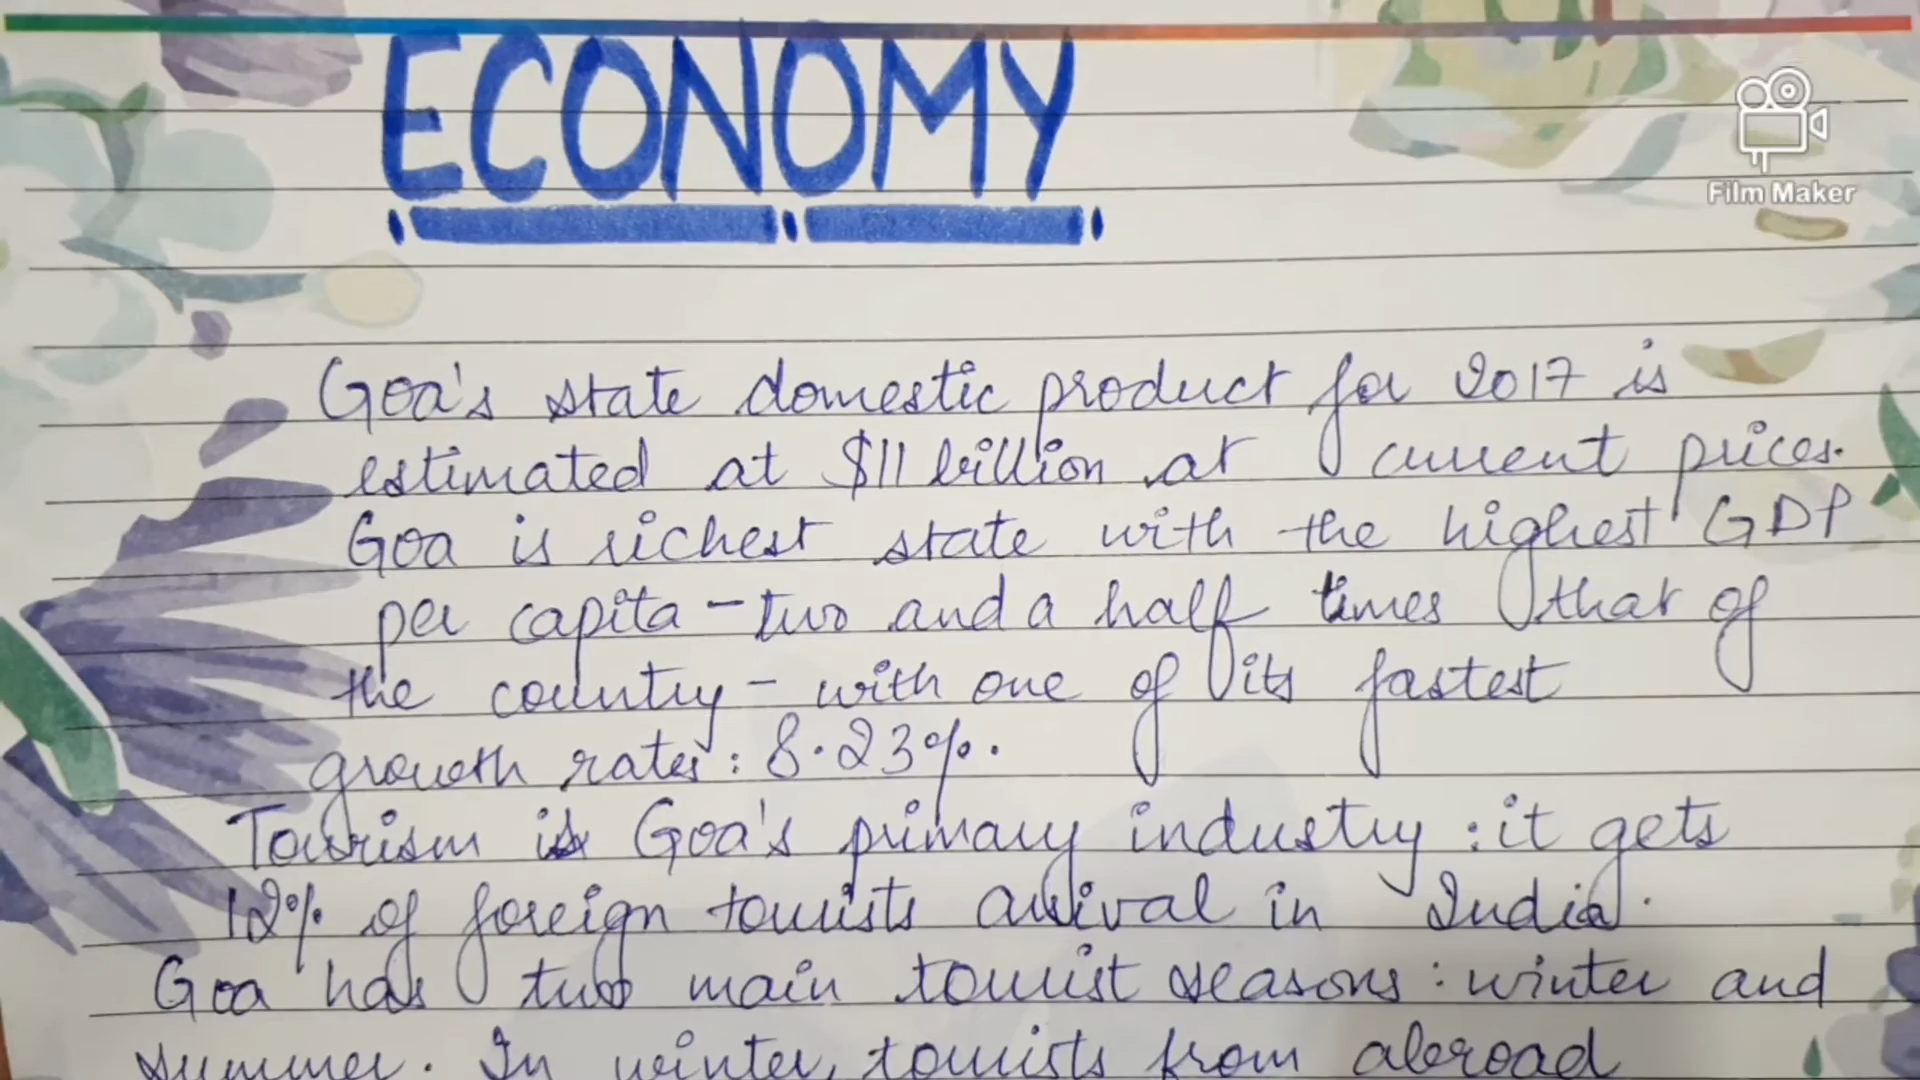 ECONOMY
Film Maker
Goa's state domestic product for 2017 is
estimated at $11 billion at current prices.
Goa is richest state with the highest GDP
per capita - two and a half times that of
the country - with one of its fastest
growth rates: 8.23%.
Tourism is Goa's primary industry: it gets
12% of foreign tourists arrival in India.
Goa has two main tourist seasons: winter and
summer. In winter, tourists from abroad